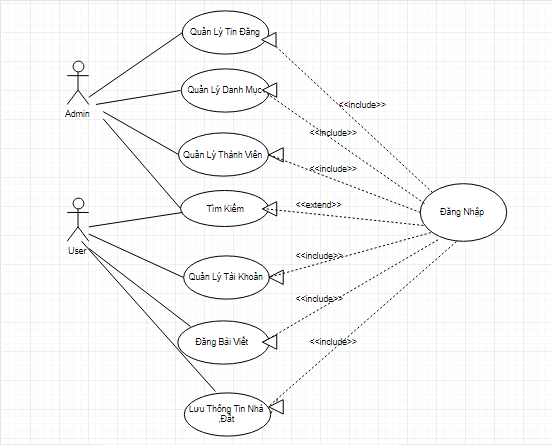 Quản Lý Tin Đăng
Admin
Quản Lý Danh Mục
<<include>>
<<include>>
Quản Lý Thành Viên
<<include>>
Tìm Kiếm
<<extend>>
Đăng Nhập
User
Quản Lý Tài Khoản
<<include>>
<<include>>
Đăng Bài Viết
<<include>>
Lưu Thông Tin Nhà
,Đất